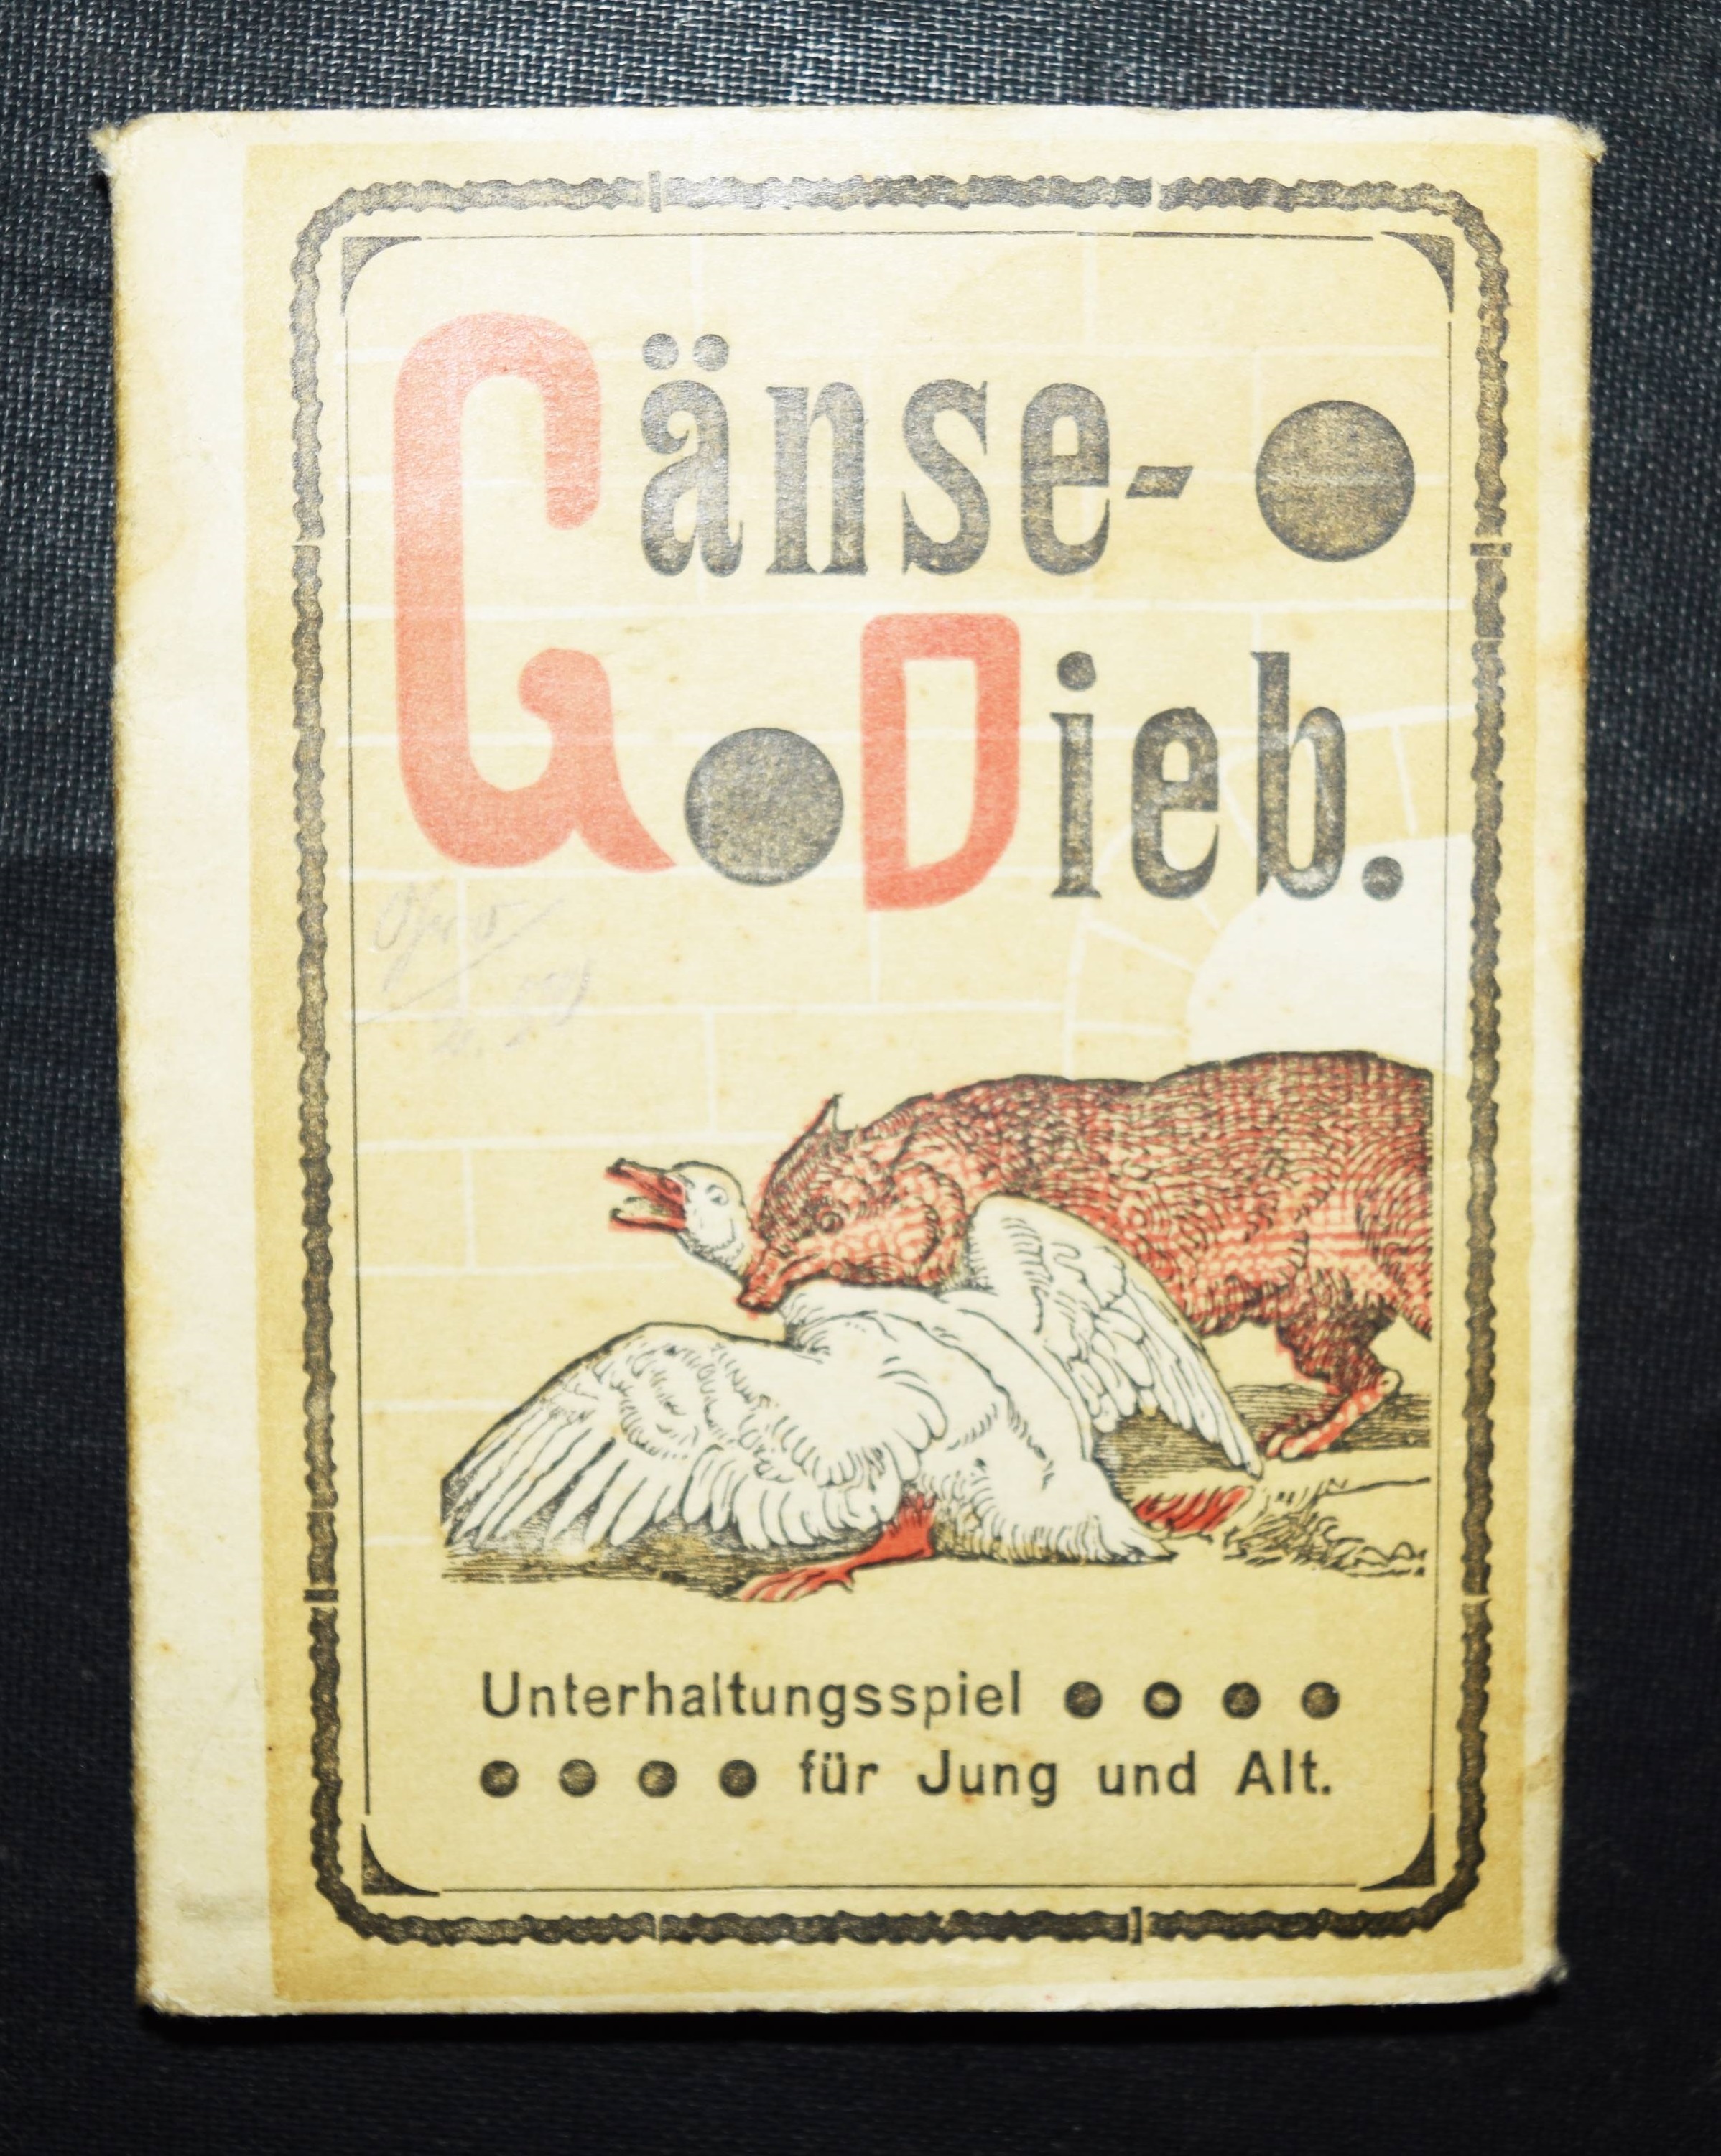 Gänse-
Dieb.
Unterhaltungsspiel
für Jung und Alt.